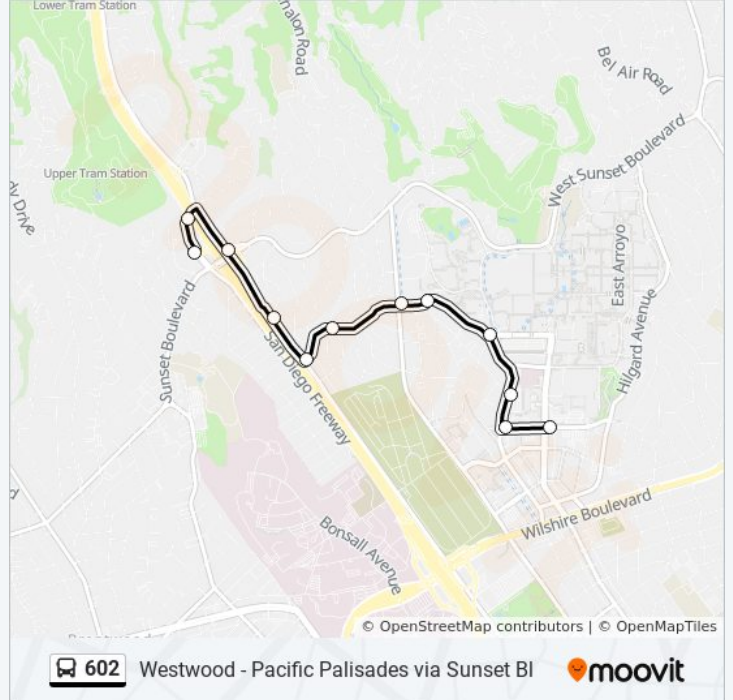 Lower Tram Station
Bel Air Road
West Sunset Boulevard
Upper Tram Station
East Arroyo
Hilgard Avenue
Sunset Boulevard
San Diego Freeway
Wilshire Boulevard
Bonsall Avenue
© OpenStreetMap contributors | © OpenMapTiles
602 Westwood - Pacific Palisades via Sunset Bl
moovit